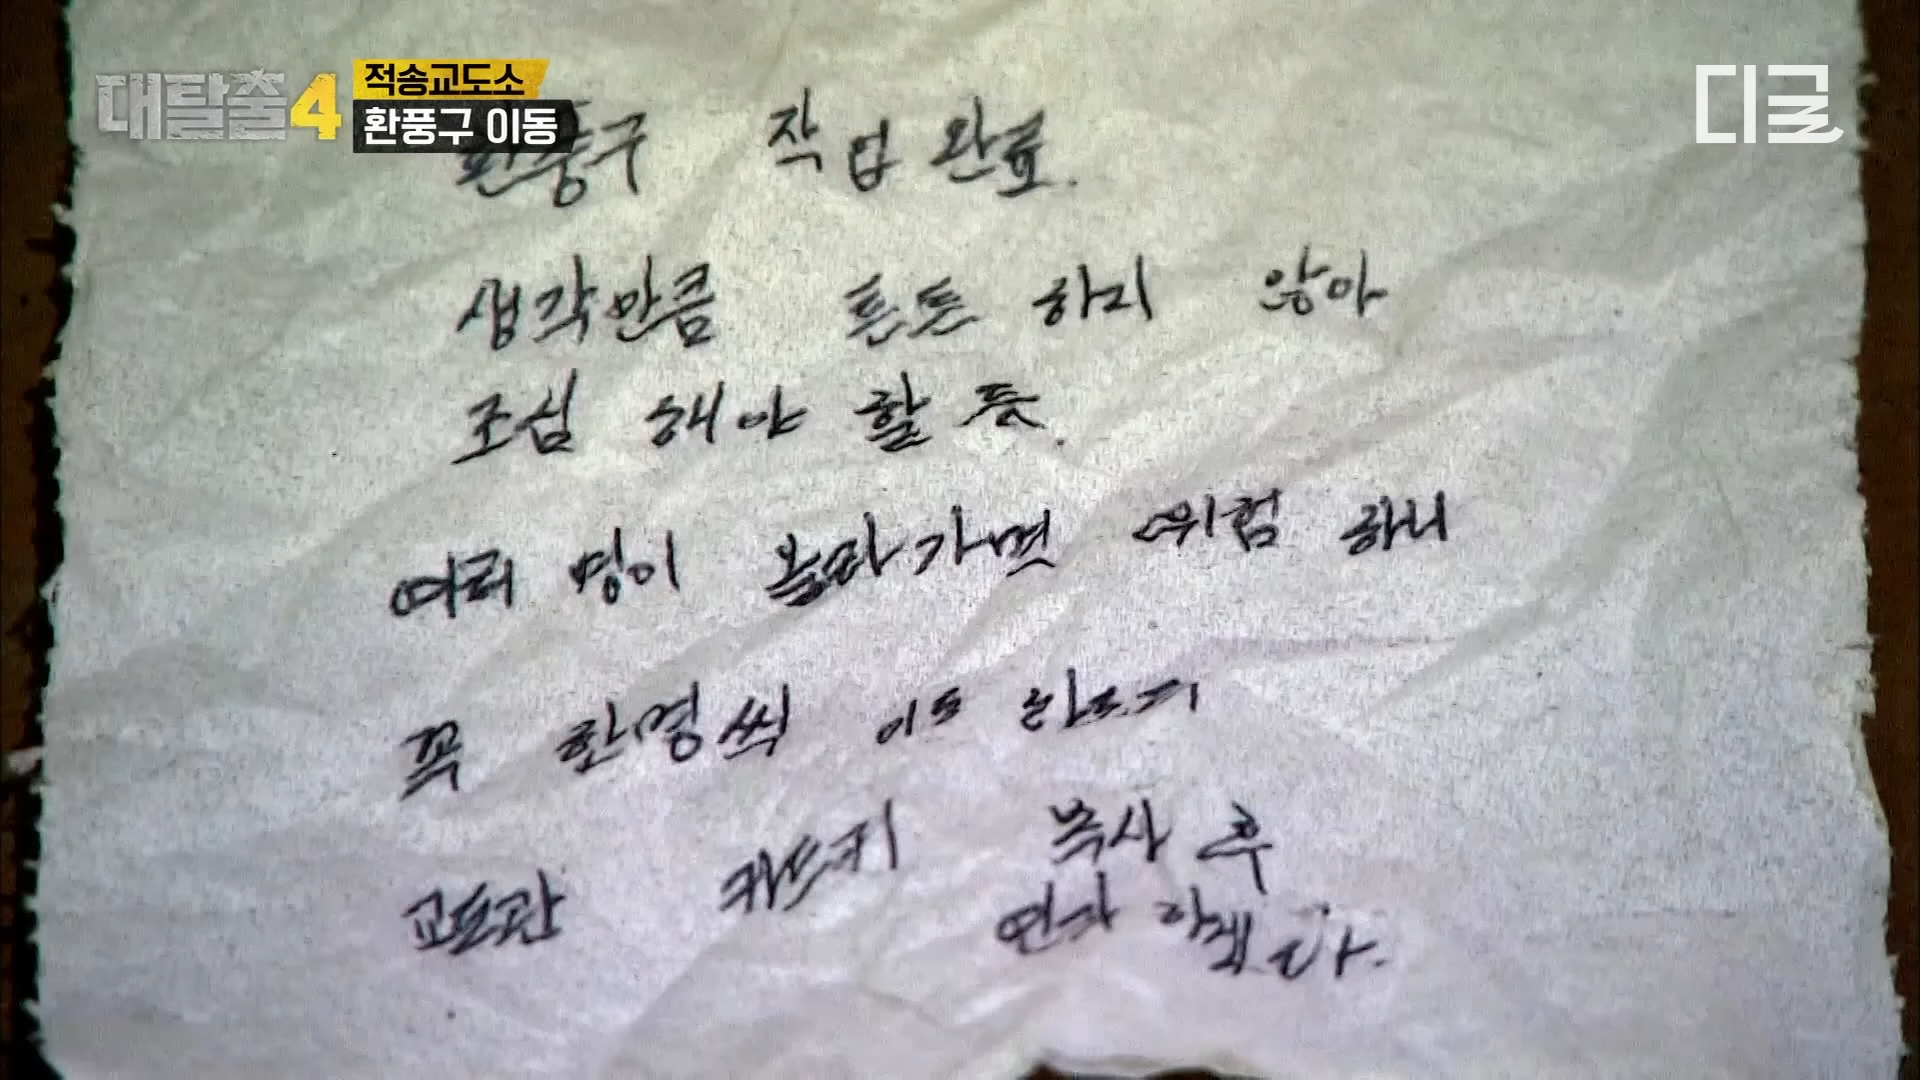 대탈출4
적송교도소
환풍구 이동
디글
환풍구 작업 완료.
생각만큼 튼튼 하지 않아
조심 해야 할 듯.
여러 명이 올라가면 위험 하니
꼭 한명씩 이동 하도록
교도관 카드키 복사 후
연락 하겠다.